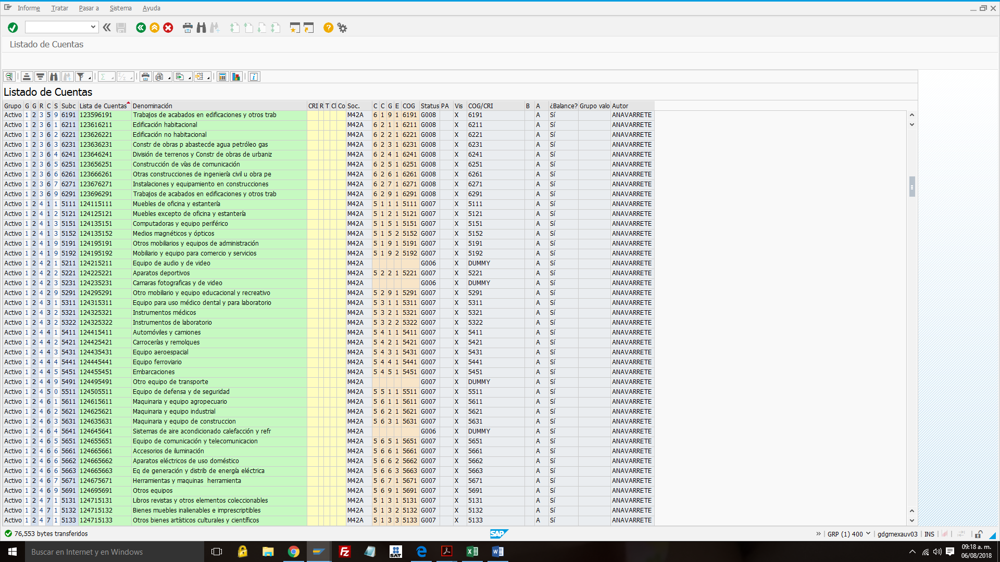 Informe Tratar Pasar a Sistema Ayuda
Listado de Cuentas
Listado de Cuentas
Grupo G G R C S Subc Lista de Cuentas Denominación CRI R T Cl Co Soc. C C G E COG Status PA Vis COG/CRI B A ¿Balance? Grupo valo Autor
Activo 1 2 3 5 9 6191 123596191 Trabajos de acabados en edificaciones y otros trab M42A 6 1 9 1 6191 G008 X 6191 A Sí ANAVARRETE
Activo 1 2 3 6 1 6211 123616211 Edificación habitacional M42A 6 2 1 1 6211 G008 X 6211 A Sí ANAVARRETE
Activo 1 2 3 6 2 6221 123626221 Edificación no habitacional M42A 6 2 2 1 6221 G008 X 6221 A Sí ANAVARRETE
Activo 1 2 3 6 3 6231 123636231 Constr de obras p abastecde agua petróleo gas M42A 6 2 3 1 6231 G008 X 6231 A Sí ANAVARRETE
Activo 1 2 3 6 4 6241 123646241 División de terrenos y Constr de obras de urbaniz M42A 6 2 4 1 6241 G008 X 6241 A Sí ANAVARRETE
Activo 1 2 3 6 5 6251 123656251 Construcción de vías de comunicación M42A 6 2 5 1 6251 G008 X 6251 A Sí ANAVARRETE
Activo 1 2 3 6 6 6261 123666261 Otras construcciones de ingeniería civil u obra pe M42A 6 2 6 1 6261 G008 X 6261 A Sí ANAVARRETE
Activo 1 2 3 6 7 6271 123676271 Instalaciones y equipamiento en construcciones M42A 6 2 7 1 6271 G008 X 6271 A Sí ANAVARRETE
Activo 1 2 3 6 9 6291 123696291 Trabajos de acabados en edificaciones y otros trab M42A 6 2 9 1 6291 G008 X 6291 A Sí ANAVARRETE
Activo 1 2 4 1 1 5111 124115111 Muebles de oficina y estantería M42A 5 1 1 1 5111 G007 X 5111 A Sí ANAVARRETE
Activo 1 2 4 1 2 5121 124125121 Muebles excepto de oficina y estantería M42A 5 1 2 1 5121 G007 X 5121 A Sí ANAVARRETE
Activo 1 2 4 1 3 5151 124135151 Computadoras y equipo periférico M42A 5 1 5 1 5151 G007 X 5151 A Sí ANAVARRETE
Activo 1 2 4 1 3 5152 124135152 Medios magnéticos y ópticos M42A 5 1 5 2 5152 G007 X 5152 A Sí ANAVARRETE
Activo 1 2 4 1 9 5191 124195191 Otros mobiliarios y equipos de administración M42A 5 1 9 1 5191 G007 X 5191 A Sí ANAVARRETE
Activo 1 2 4 1 9 5192 124195192 Mobiliario y equipo para comercio y servicios M42A 5 1 9 2 5192 G007 X 5192 A Sí ANAVARRETE
Activo 1 2 4 2 1 5211 124215211 Equipo de audio y de video M42A G006 X DUMMY A Sí ANAVARRETE
Activo 1 2 4 2 2 5221 124225221 Aparatos deportivos M42A 5 2 2 1 5221 G007 X 5221 A Sí ANAVARRETE
Activo 1 2 4 2 3 5231 124235231 Camaras fotograficas y de video M42A G006 X DUMMY A Sí ANAVARRETE
Activo 1 2 4 2 9 5291 124295291 Otro mobiliario y equipo educacional y recreativo M42A 5 2 9 1 5291 G007 X 5291 A Sí ANAVARRETE
Activo 1 2 4 3 1 5311 124315311 Equipo para uso médico dental y para laboratorio M42A 5 3 1 1 5311 G007 X 5311 A Sí ANAVARRETE
Activo 1 2 4 3 2 5321 124325321 Instrumentos médicos M42A 5 3 2 1 5321 G007 X 5321 A Sí ANAVARRETE
Activo 1 2 4 3 2 5322 124325322 Instrumentos de laboratorio M42A 5 3 2 2 5322 G007 X 5322 A Sí ANAVARRETE
Activo 1 2 4 4 1 5411 124415411 Automóviles y camiones M42A 5 4 1 1 5411 G007 X 5411 A Sí ANAVARRETE
Activo 1 2 4 4 2 5421 124425421 Carrocerías y remolques M42A 5 4 2 1 5421 G007 X 5421 A Sí ANAVARRETE
Activo 1 2 4 4 3 5431 124435431 Equipo aeroespacial M42A 5 4 3 1 5431 G007 X 5431 A Sí ANAVARRETE
Activo 1 2 4 4 4 5441 124445441 Equipo ferroviario M42A 5 4 4 1 5441 G007 X 5441 A Sí ANAVARRETE
Activo 1 2 4 4 5 5451 124455451 Embarcaciones M42A 5 4 5 1 5451 G007 X 5451 A Sí ANAVARRETE
Activo 1 2 4 4 9 5491 124495491 Otro equipo de transporte M42A G007 X DUMMY A Sí ANAVARRETE
Activo 1 2 4 5 0 5511 124505511 Equipo de defensa y de seguridad M42A 5 5 1 1 5511 G007 X 5511 A Sí ANAVARRETE
Activo 1 2 4 6 1 5611 124615611 Maquinaria y equipo agropecuario M42A 5 6 1 1 5611 G007 X 5611 A Sí ANAVARRETE
Activo 1 2 4 6 2 5621 124625621 Maquinaria y equipo industrial M42A 5 6 2 1 5621 G007 X 5621 A Sí ANAVARRETE
Activo 1 2 4 6 3 5631 124635631 Maquinaria y equipo de construccion M42A 5 6 3 1 5631 G007 X 5631 A Sí ANAVARRETE
Activo 1 2 4 6 4 5641 124645641 Sistemas de aire acondicionado calefacción y refr M42A G006 X DUMMY A Sí ANAVARRETE
Activo 1 2 4 6 5 5651 124655651 Equipo de comunicación y telecomunicacion M42A 5 6 5 1 5651 G007 X 5651 A Sí ANAVARRETE
Activo 1 2 4 6 6 5661 124665661 Accesorios de iluminación M42A 5 6 6 1 5661 G007 X 5661 A Sí ANAVARRETE
Activo 1 2 4 6 6 5662 124665662 Aparatos eléctricos de uso doméstico M42A 5 6 6 2 5662 G007 X 5662 A Sí ANAVARRETE
Activo 1 2 4 6 6 5663 124665663 Eq de generación y distrib de energía eléctrica M42A 5 6 6 3 5663 G007 X 5663 A Sí ANAVARRETE
Activo 1 2 4 6 7 5671 124675671 Herramientas y maquinas herramienta M42A 5 6 7 1 5671 G007 X 5671 A Sí ANAVARRETE
Activo 1 2 4 6 9 5691 124695691 Otros equipos M42A 5 6 9 1 5691 G007 X 5691 A Sí ANAVARRETE
Activo 1 2 4 7 1 5131 124715131 Libros revistas y otros elementos coleccionables M42A 5 1 3 1 5131 G007 X 5131 A Sí ANAVARRETE
Activo 1 2 4 7 1 5132 124715132 Bienes muebles inalienables e imprescriptibles M42A 5 1 3 2 5132 G007 X 5132 A Sí ANAVARRETE
Activo 1 2 4 7 1 5133 124715133 Otros bienes artísticos culturales y científicos M42A 5 1 3 3 5133 G007 X 5133 A Sí ANAVARRETE
76,553 bytes transferidos SAP GRP (1) 400 gdgmexauv03 INS
Buscar en Internet y en Windows SAT 09:18 a. m.
06/08/2018